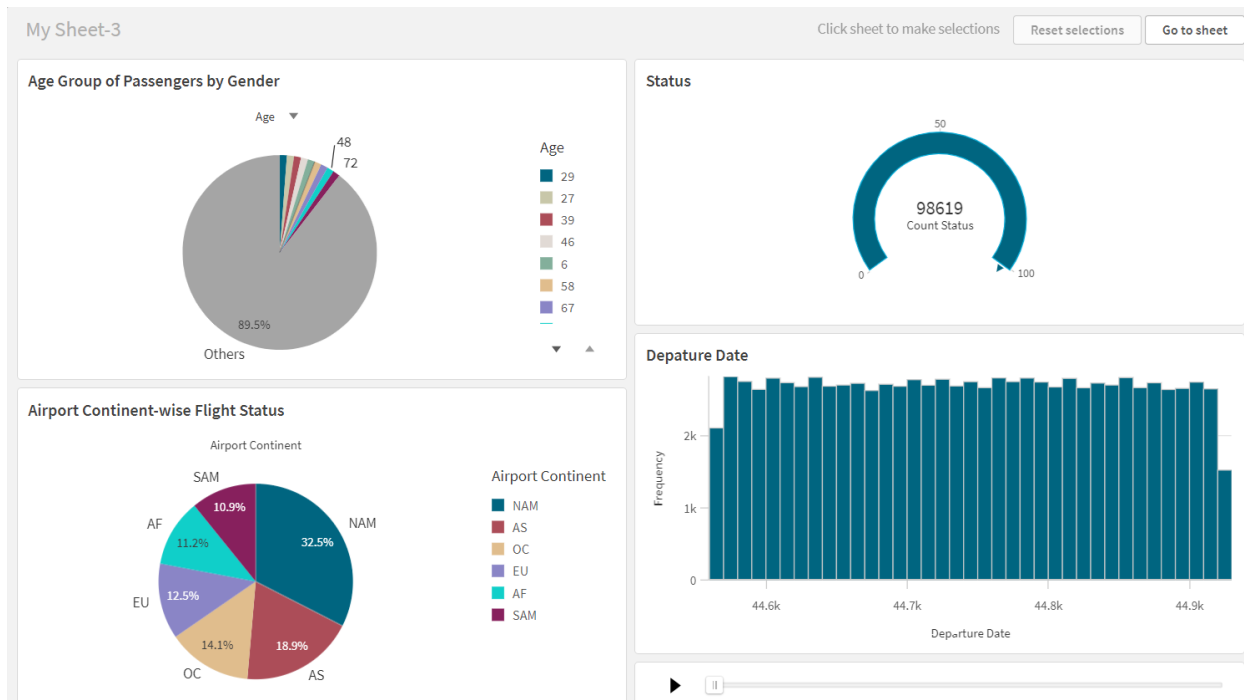 My Sheet-3
Click sheet to make selections
Reset selections
Go to sheet
Age Group of Passengers by Gender
Age
48
72
89.5%
Others
Age
29
27
39
46
6
58
67
Status
50
98619
Count Status
0
100
Airport Continent-wise Flight Status
Airport Continent
SAM
10.9%
AF
11.2%
NAM
32.5%
EU
12.5%
14.1%
18.9%
OC
AS
Airport Continent
NAM
AS
OC
EU
AF
SAM
Depature Date
Frequency
2k
1k
0
44.6k
44.7k
44.8k
44.9k
Departure Date